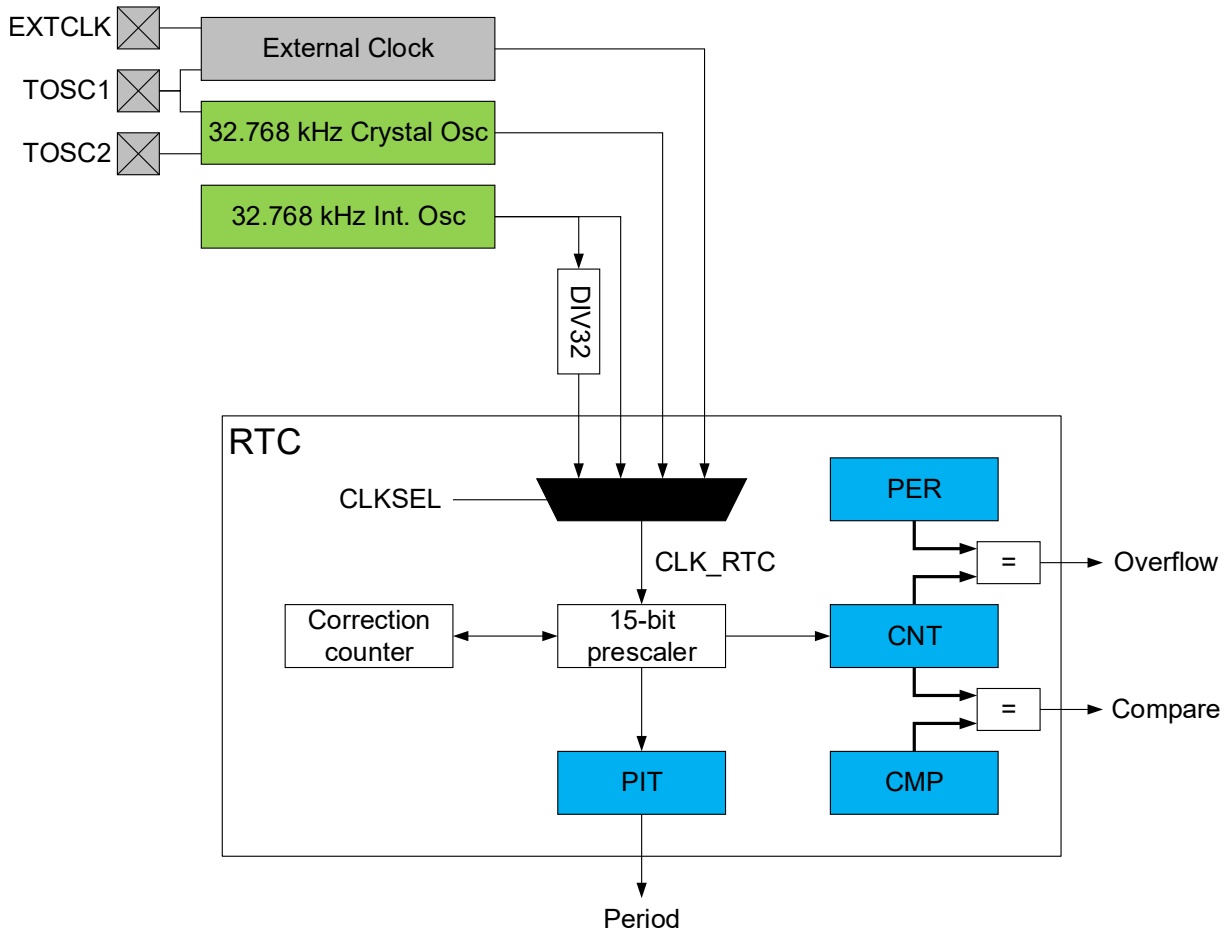 EXTCLK
External Clock
TOSC1
32.768 kHz Crystal Osc
TOSC2
32.768 kHz Int. Osc
DIV32
RTC
CLKSEL
PER
CLK_RTC
=
Overflow
Correction
counter
15-bit
prescaler
CNT
=
Compare
PIT
CMP
Period